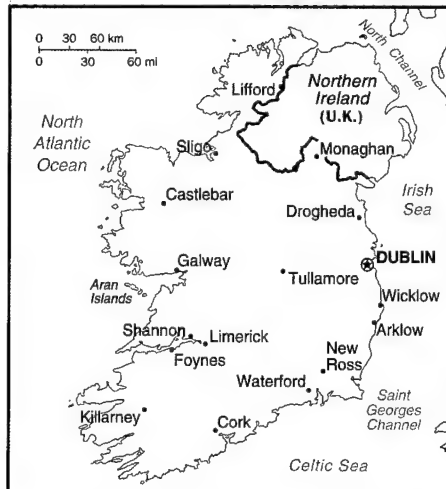 0 30 60 km
0 30 60 mi
North Channel
Lifford
Northern
Ireland
(U.K.)
North
Atlantic
Ocean
Sligo
Monaghan
Irish
Sea
Castlebar
Drogheda
Galway
DUBLIN
Tullamore
Aran
Islands
Wicklow
Shannon
Limerick
Arklow
Foynes
New
Ross
Waterford
Saint
Georges
Channel
Killarney
Cork
Celtic Sea